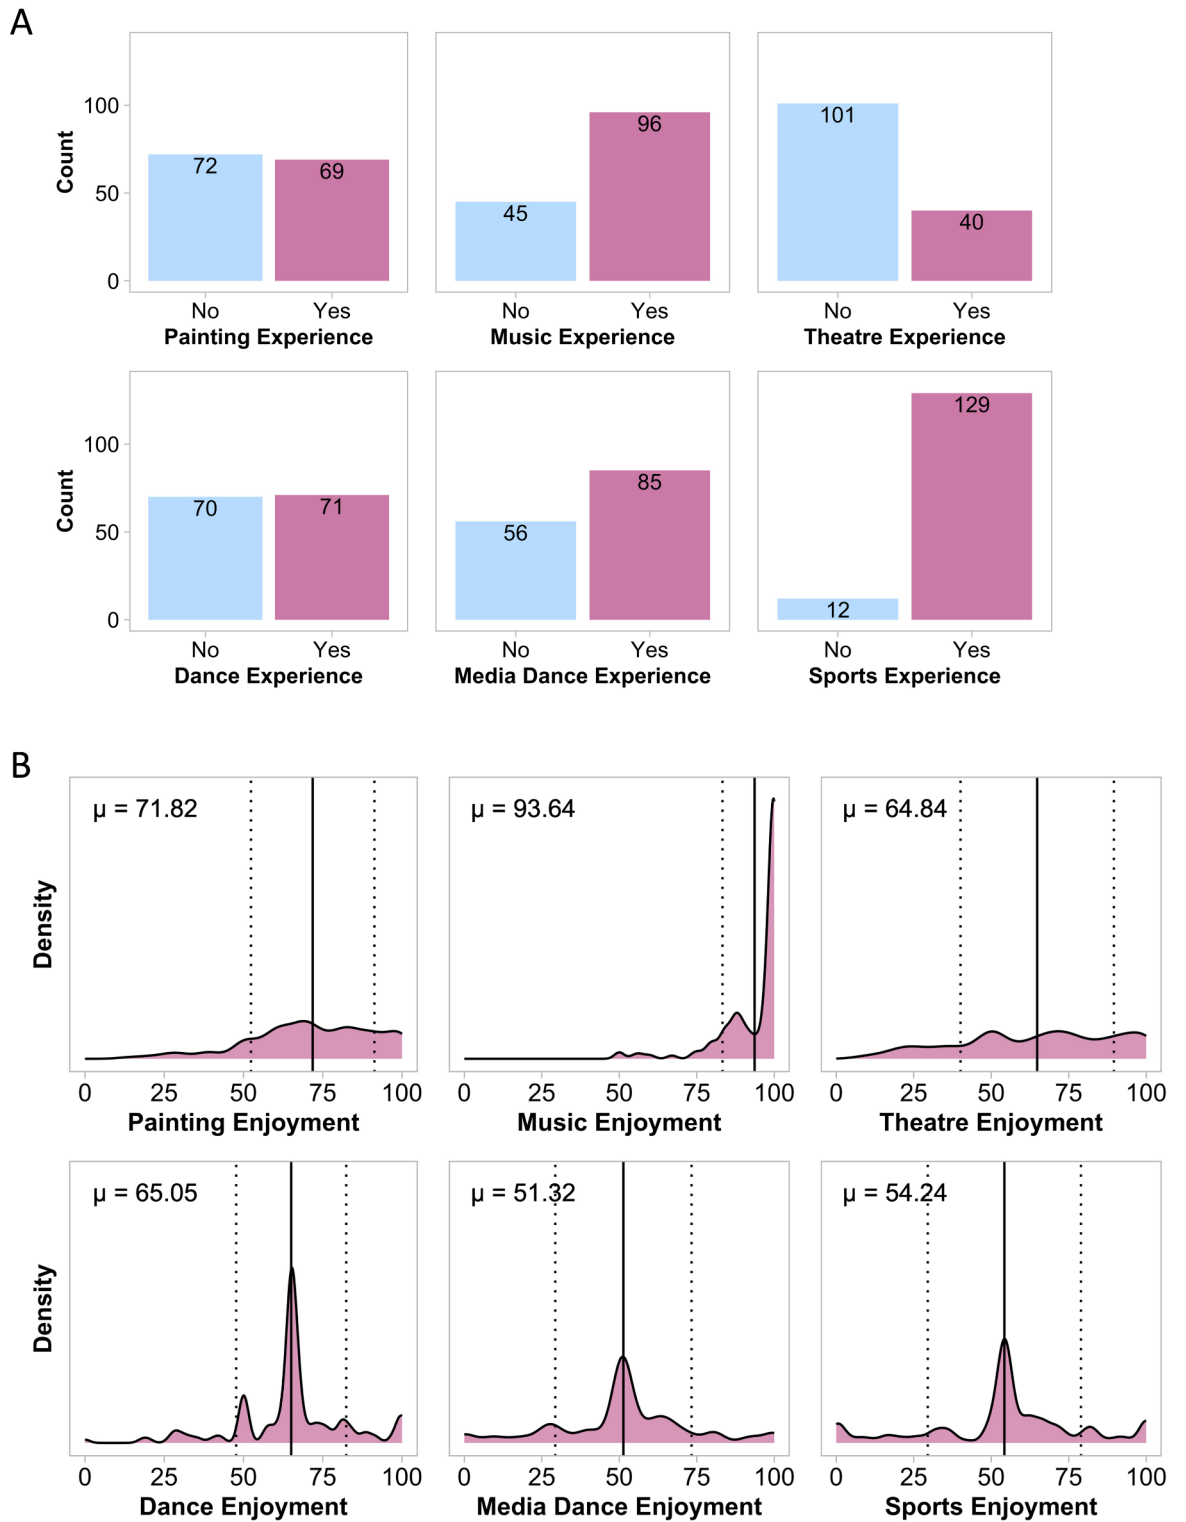 A
Count
100
50
0
72
69
45
96
101
40
No
Yes
No
Yes
No
Yes
Painting Experience
Music Experience
Theatre Experience
Count
100
50
0
70
71
56
85
12
129
No
Yes
No
Yes
No
Yes
Dance Experience
Media Dance Experience
Sports Experience
B
Density
μ = 71.82
μ = 93.64
μ = 64.84
0 25 50 75 100
0 25 50 75 100
0 25 50 75 100
Painting Enjoyment
Music Enjoyment
Theatre Enjoyment
Density
μ = 65.05
μ = 51.32
μ = 54.24
0 25 50 75 100
0 25 50 75 100
0 25 50 75 100
Dance Enjoyment
Media Dance Enjoyment
Sports Enjoyment